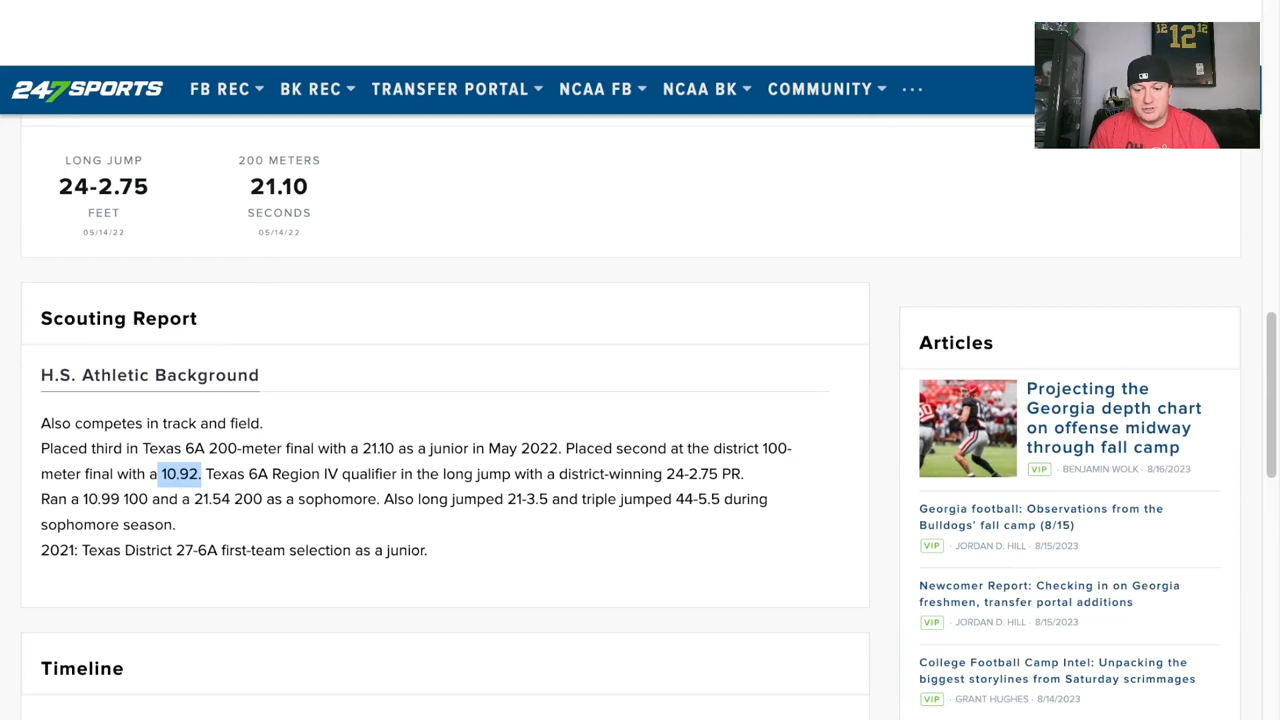 12 12 12
247SPORTS FB REC BK REC TRANSFER PORTAL NCAA FB NCAA BK COMMUNITY ...
LONG JUMP
24-2.75
FEET
05/14/22
200 METERS
21.10
SECONDS
05/14/22
Scouting Report
H.S. Athletic Background
Also competes in track and field.
Placed third in Texas 6A 200-meter final with a 21.10 as a junior in May 2022. Placed second at the district 100-
meter final with a 10.92. Texas 6A Region IV qualifier in the long jump with a district-winning 24-2.75 PR.
Ran a 10.99 100 and a 21.54 200 as a sophomore. Also long jumped 21-3.5 and triple jumped 44-5.5 during
sophomore season.
2021: Texas District 27-6A first-team selection as a junior.
Timeline
Articles
Projecting the
Georgia depth chart
on offense midway
through fall camp
VIP · BENJAMIN WOLK · 8/16/2023
Georgia football: Observations from the
Bulldogs' fall camp (8/15)
VIP · JORDAN D. HILL · 8/15/2023
Newcomer Report: Checking in on Georgia
freshmen, transfer portal additions
VIP · JORDAN D. HILL · 8/15/2023
College Football Camp Intel: Unpacking the
biggest storylines from Saturday scrimmages
VIP · GRANT HUGHES · 8/14/2023